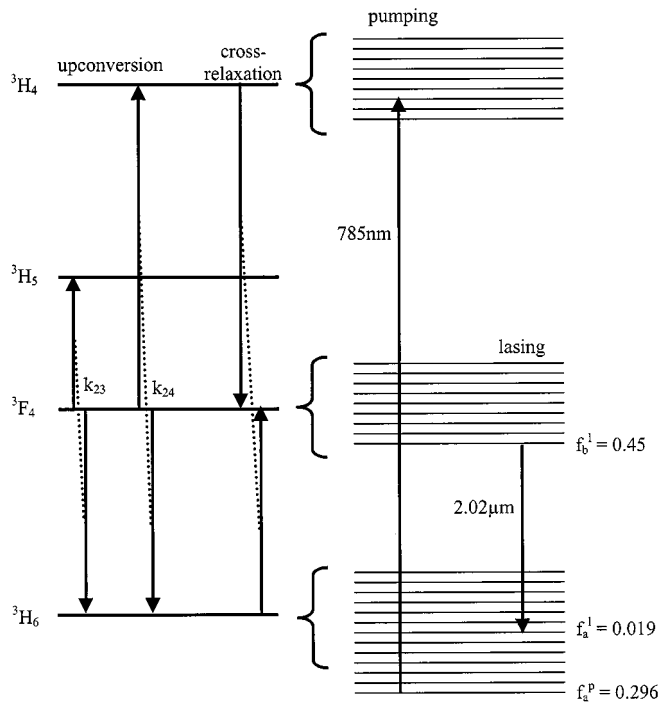 pumping
upconversion
cross-
relaxation
³H₄
785nm
³H₅
lasing
k₂₃
k₂₄
³F₄
f_b^l = 0.45
2.02µm
³H₆
f_a^l = 0.019
f_a^p = 0.296